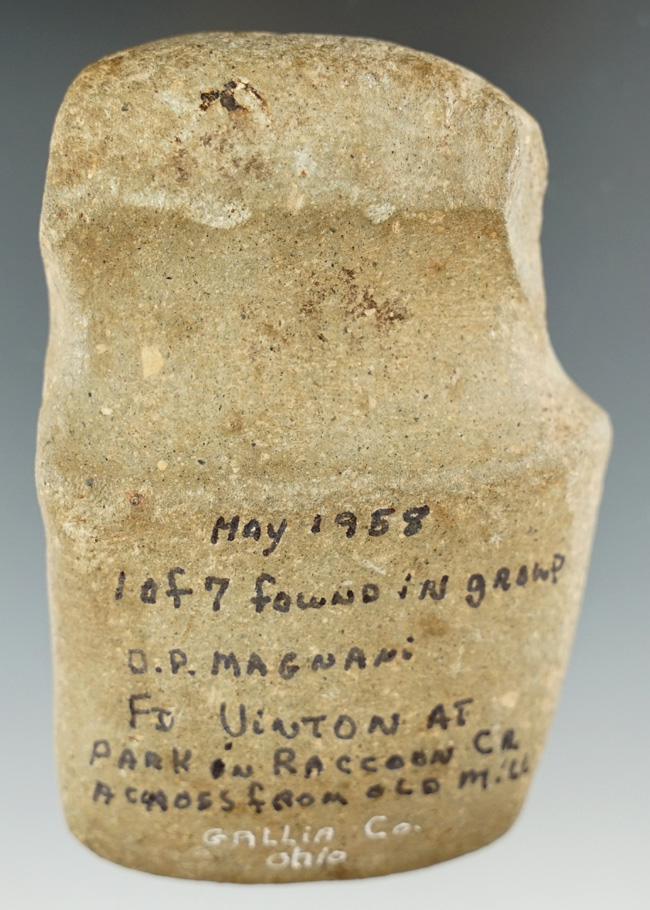 May 1958
1 of 7 found in group
O.P. MAGNANi
FD ViNTON AT
PARK in RACCOON CR
ACROSS from OLD Mill
GALLIA Co.
Ohio